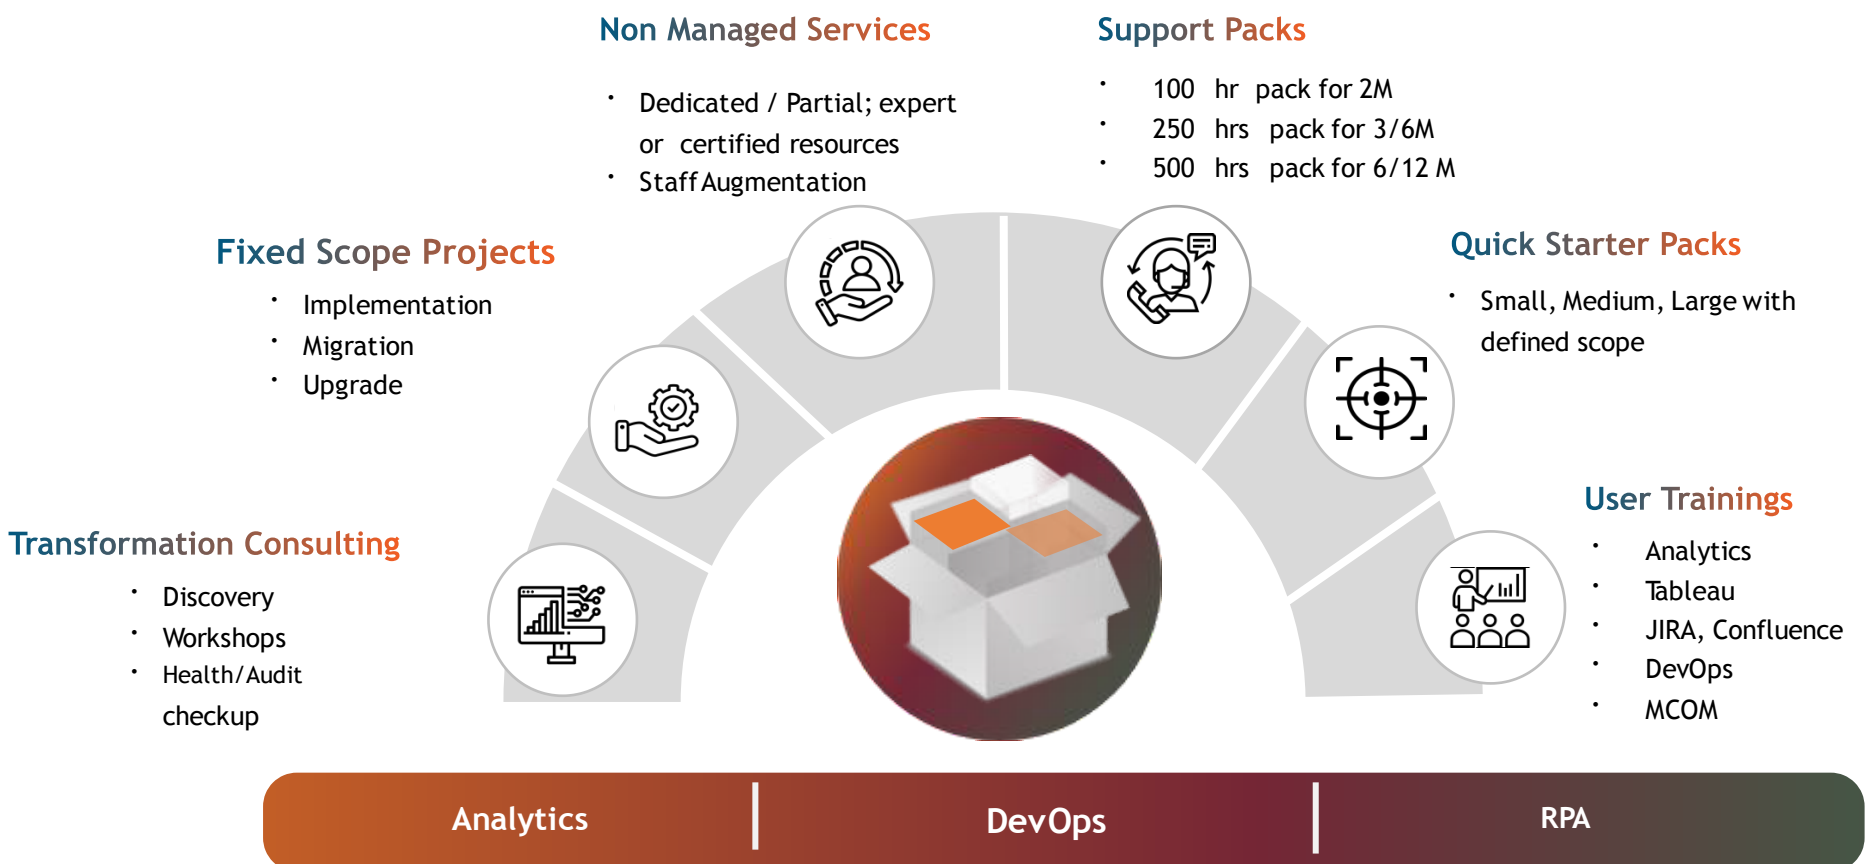 Non Managed Services
· Dedicated / Partial; expert
or certified resources
· Staff Augmentation
Support Packs
· 100 hr pack for 2M
· 250 hrs pack for 3/6M
· 500 hrs pack for 6/12 M
Fixed Scope Projects
· Implementation
· Migration
· Upgrade
Quick Starter Packs
· Small, Medium, Large with
defined scope
Transformation Consulting
· Discovery
· Workshops
· Health/Audit
checkup
User Trainings
· Analytics
· Tableau
· JIRA, Confluence
· DevOps
· MCOM
Analytics
DevOps
RPA